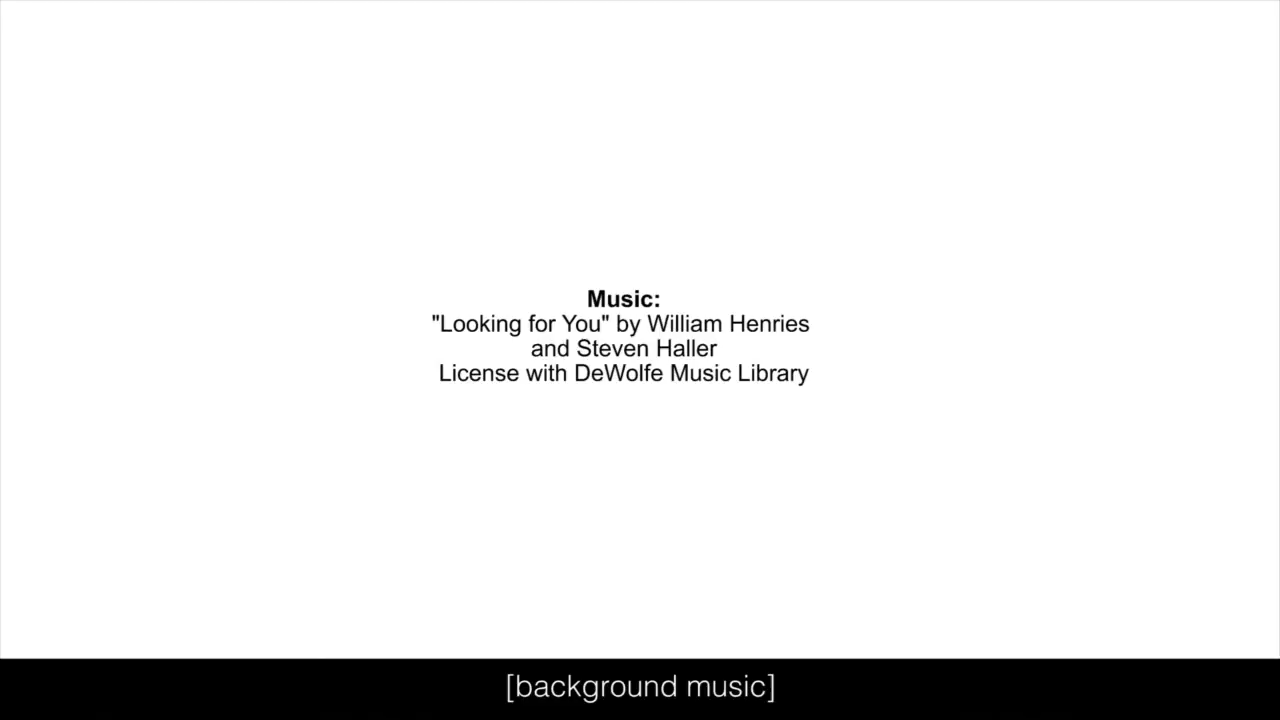 Music:
"Looking for You" by William Henries
and Steven Haller
License with DeWolfe Music Library
[background music]